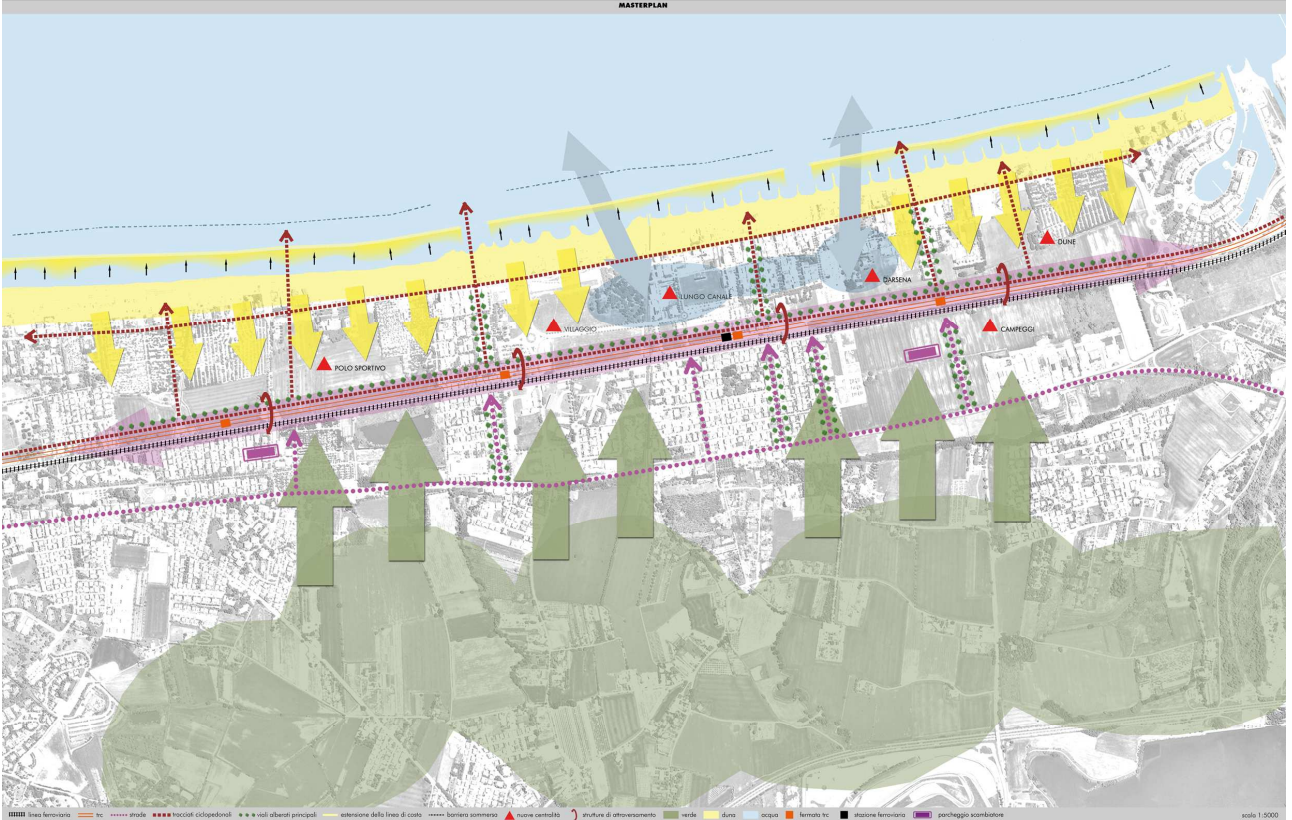 MASTERPLAN
DUNE
DARSENA
LUNGO CANALE
VILLAGGIO
CAMPEGGI
POLO SPORTIVO
linea ferroviaria trc strade tracciati ciclopedonali viali alberati principali estensione della linea di costa barriera sommersa nuove centralità strutture di attraversamento verde duna acqua fermata trc stazione ferroviaria parcheggio scambiatore scala 1:5000